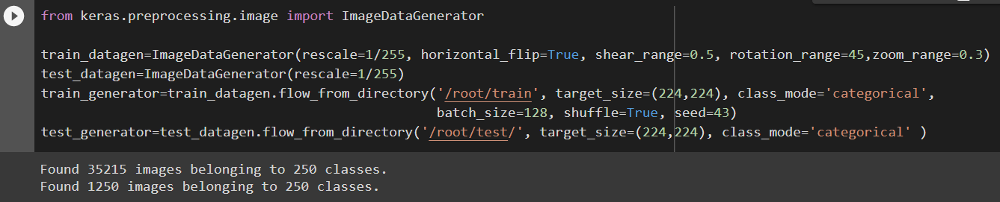 from keras.preprocessing.image import ImageDataGenerator
train_datagen=ImageDataGenerator(rescale=1/255, horizontal_flip=True, shear_range=0.5, rotation_range=45,zoom_range=0.3)
test_datagen=ImageDataGenerator(rescale=1/255)
train_generator=train_datagen.flow_from_directory('/root/train', target_size=(224,224), class_mode='categorical',
batch_size=128, shuffle=True, seed=43)
test_generator=test_datagen.flow_from_directory('/root/test/', target_size=(224,224), class_mode='categorical' )
Found 35215 images belonging to 250 classes.
Found 1250 images belonging to 250 classes.